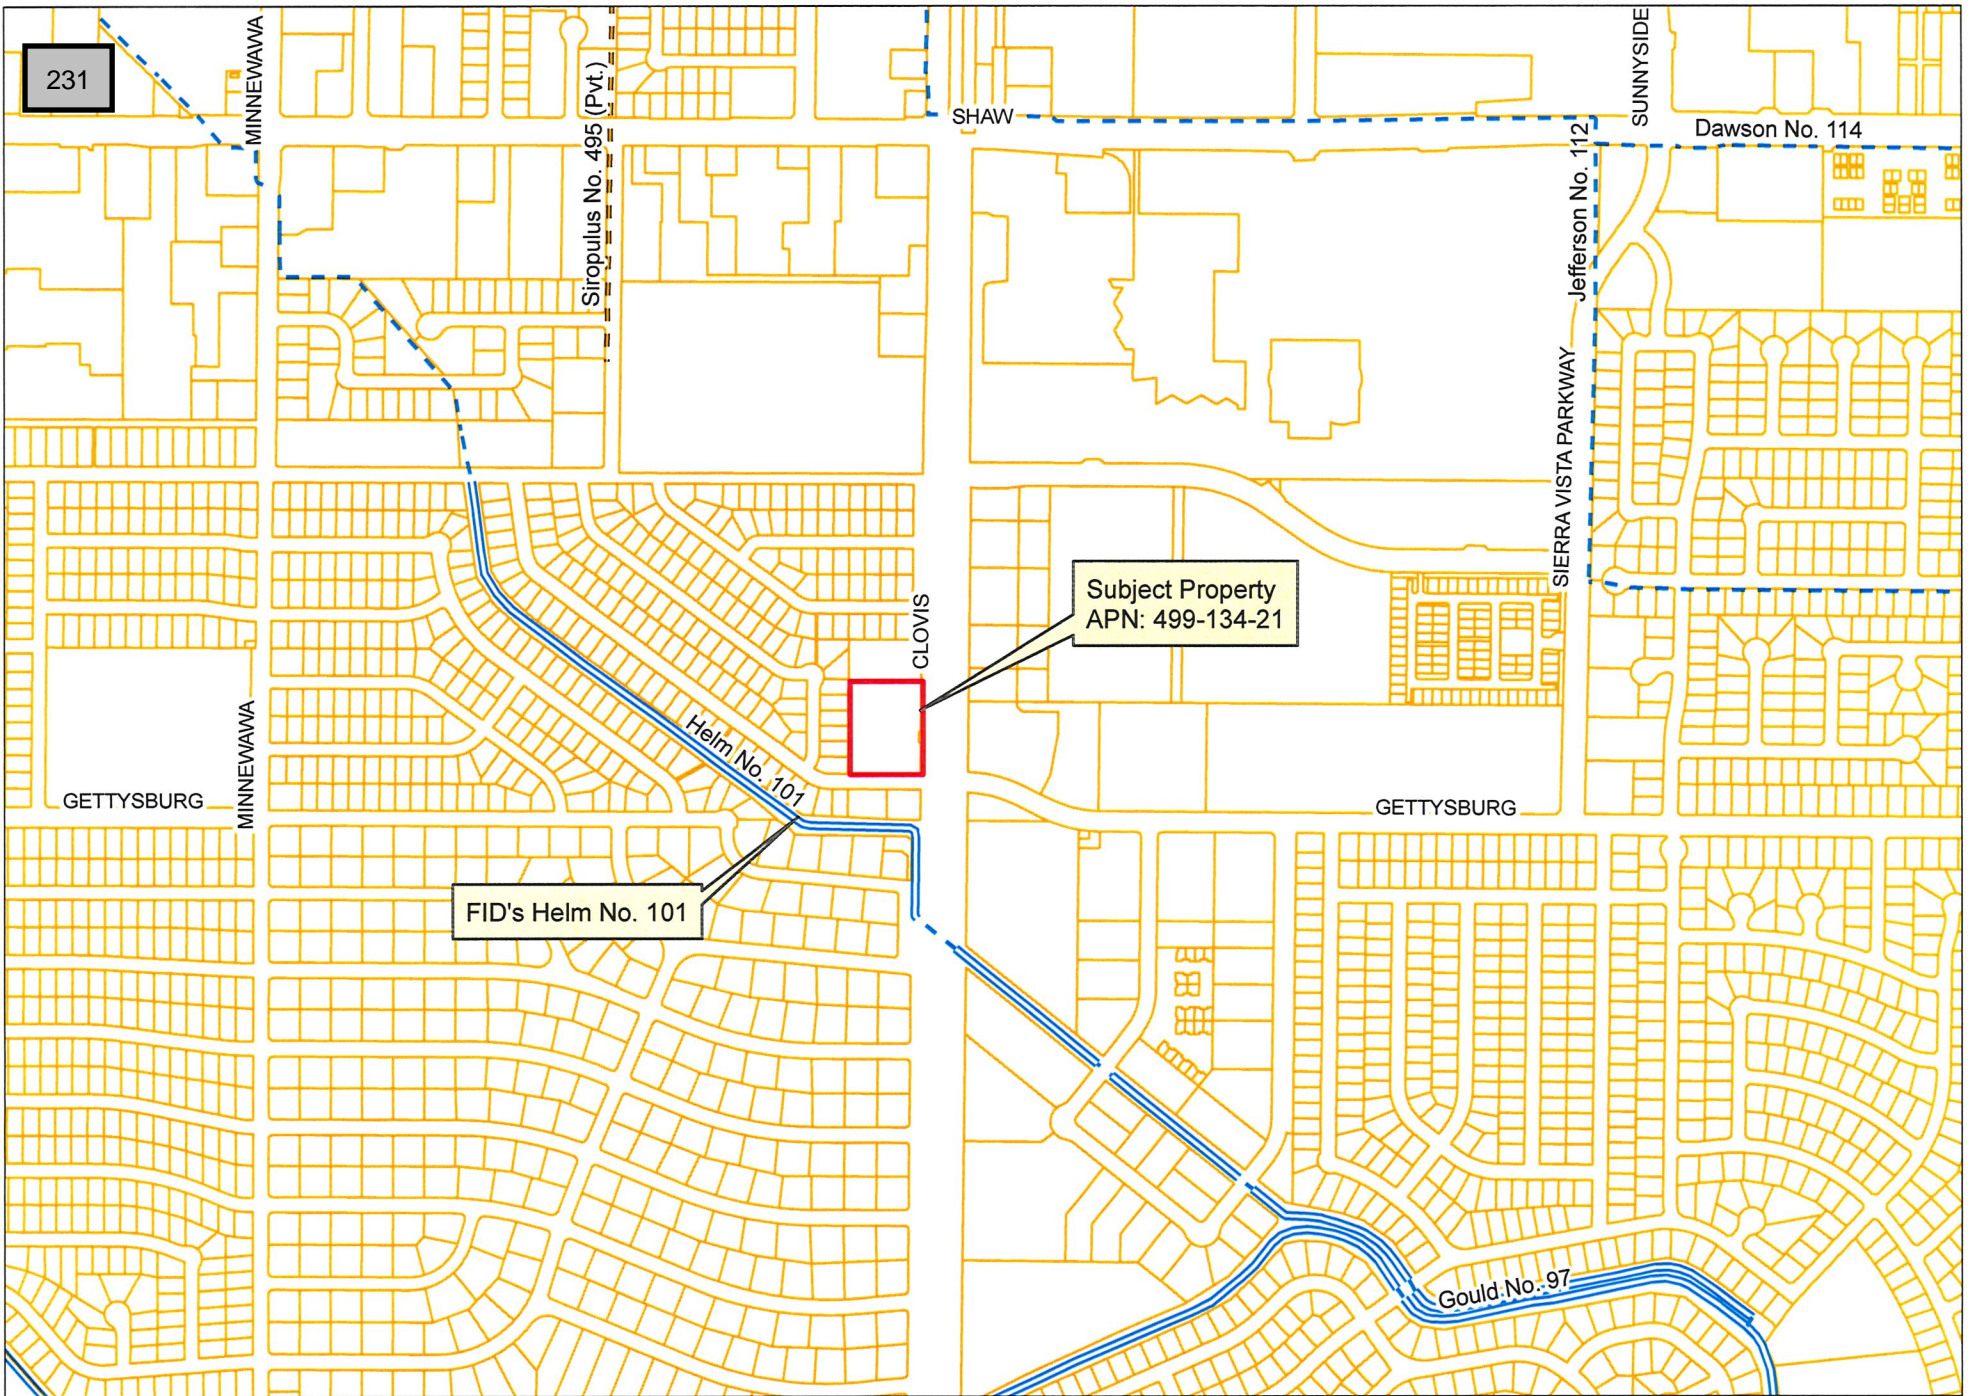 231
MINNEWAWA
Siropulus No. 495 (Pvt.)
SHAW
SUNNYSIDE
Dawson No. 114
Jefferson No. 112
SIERRA VISTA PARKWAY
Subject Property
APN: 499-134-21
CLOVIS
MINNEWAWA
Helm No. 101
GETTYSBURG
GETTYSBURG
FID's Helm No. 101
Gould No. 97